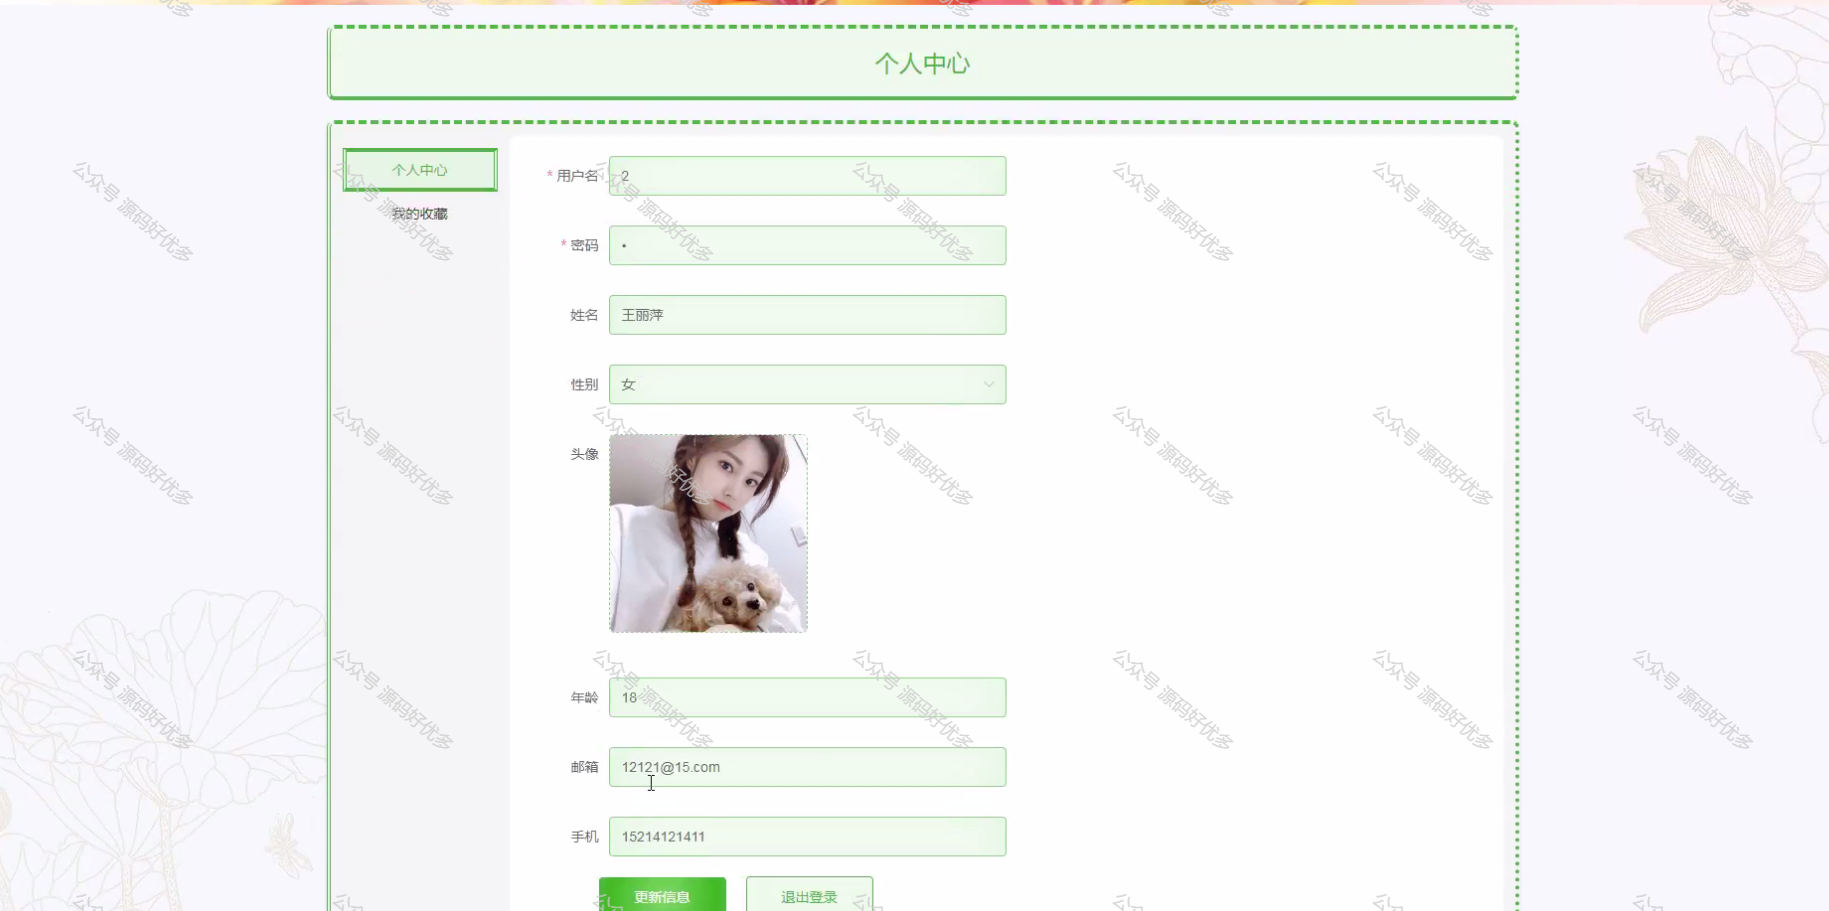 个人中心
个人中心
我的收藏
* 用户名
2
* 密码
•
姓名
王丽萍
性别
女
头像
年龄
18
邮箱
12121@15.com
手机
15214121411
更新信息
退出登录
公众号 源码好优多